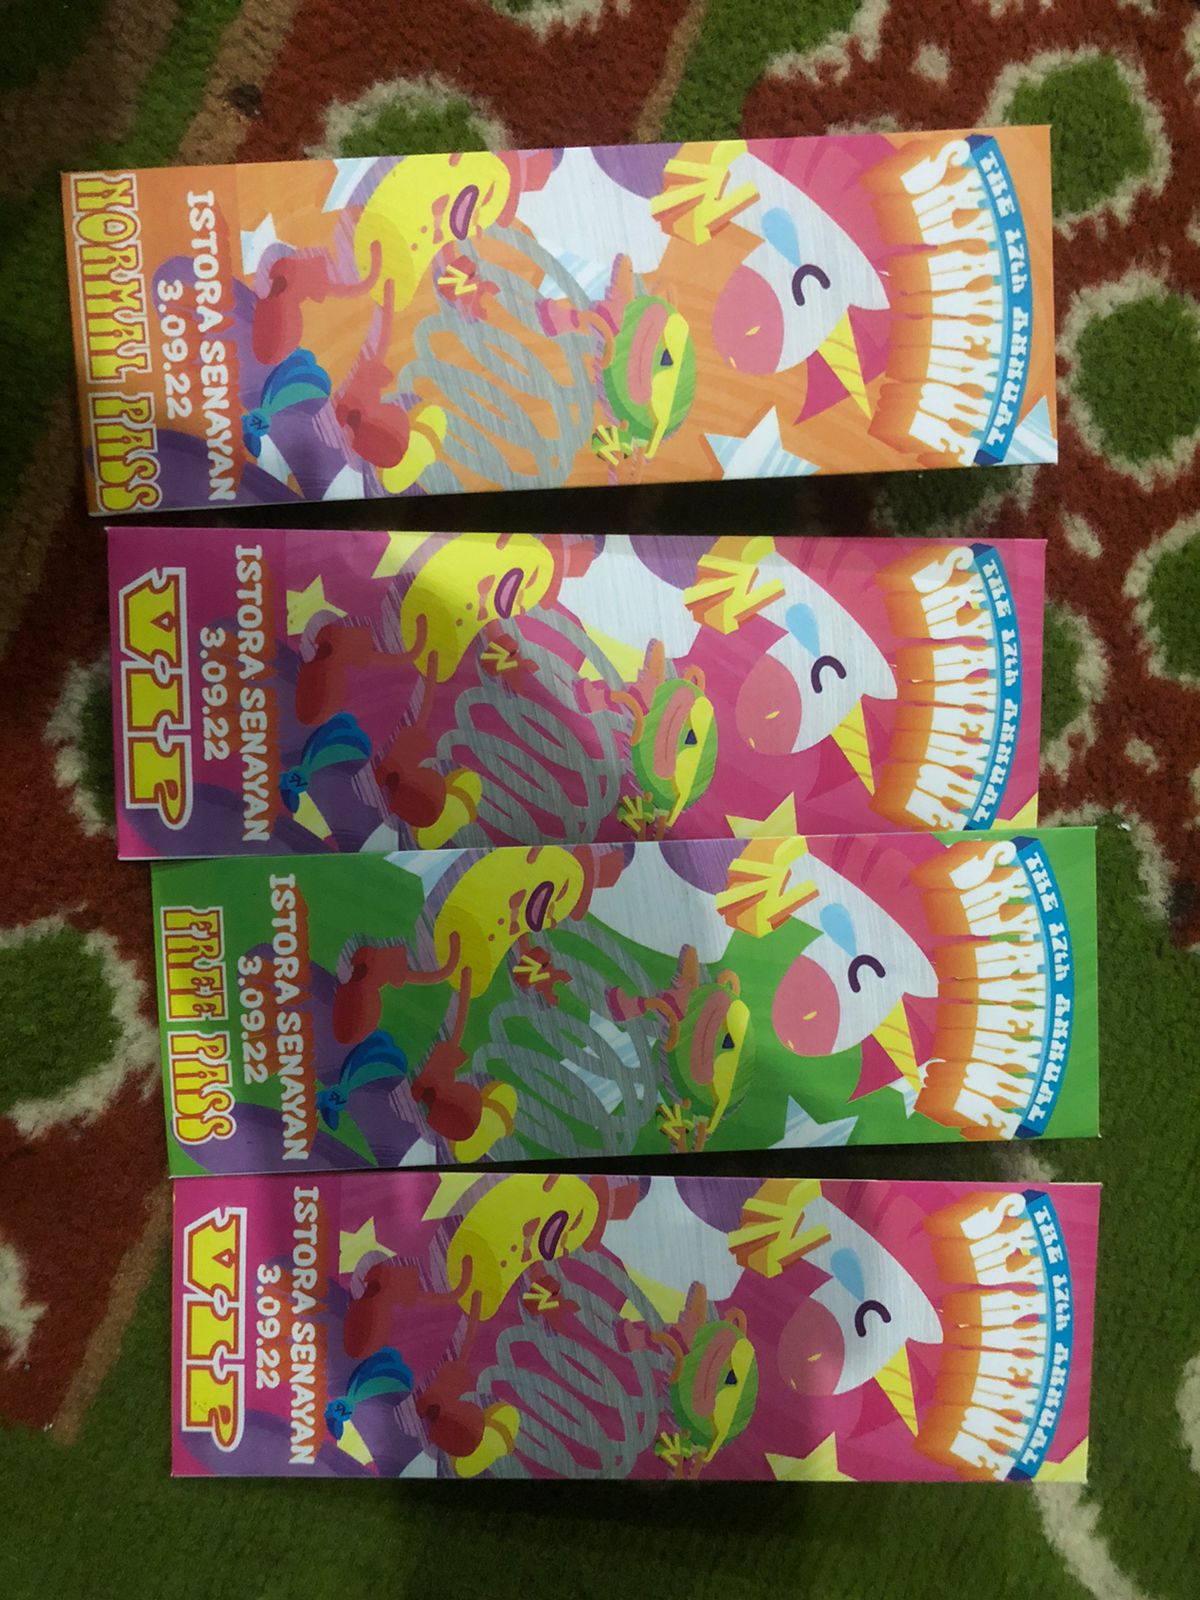 THE 17th ANNUAL
SKYAVENUE
ISTORA SENAYAN
3.09.22
NORMAL PASS
THE 17th ANNUAL
SKYAVENUE
ISTORA SENAYAN
3.09.22
VIP
THE 17th ANNUAL
SKYAVENUE
ISTORA SENAYAN
3.09.22
FREE PASS
THE 17th ANNUAL
SKYAVENUE
ISTORA SENAYAN
3.09.22
VIP